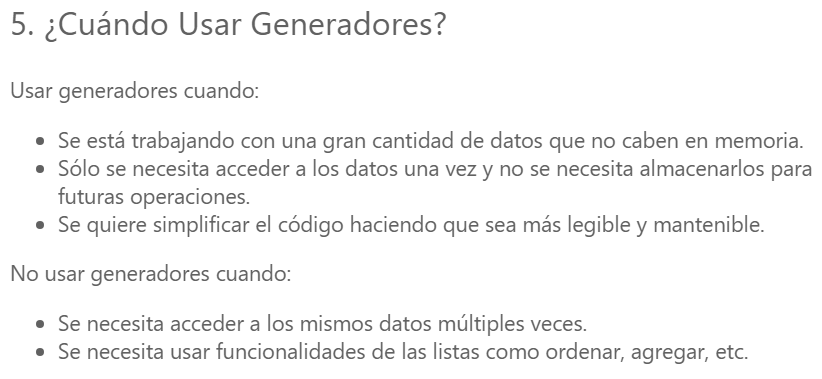 5. ¿Cuándo Usar Generadores?
Usar generadores cuando:
• Se está trabajando con una gran cantidad de datos que no caben en memoria.
• Sólo se necesita acceder a los datos una vez y no se necesita almacenarlos para
futuras operaciones.
• Se quiere simplificar el código haciendo que sea más legible y mantenible.
No usar generadores cuando:
• Se necesita acceder a los mismos datos múltiples veces.
• Se necesita usar funcionalidades de las listas como ordenar, agregar, etc.